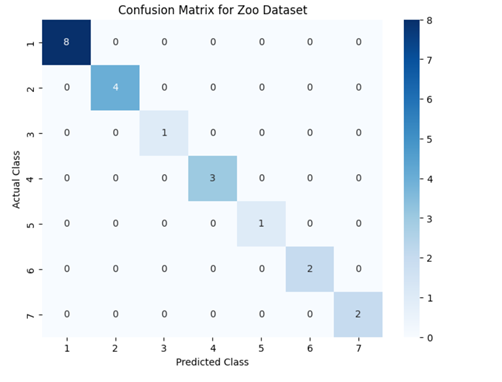 Confusion Matrix for Zoo Dataset
Actual Class
1 8 0 0 0 0 0 0
2 0 4 0 0 0 0 0
3 0 0 1 0 0 0 0
4 0 0 0 3 0 0 0
5 0 0 0 0 1 0 0
6 0 0 0 0 0 2 0
7 0 0 0 0 0 0 2
1 2 3 4 5 6 7
Predicted Class
8
7
6
5
4
3
2
1
0